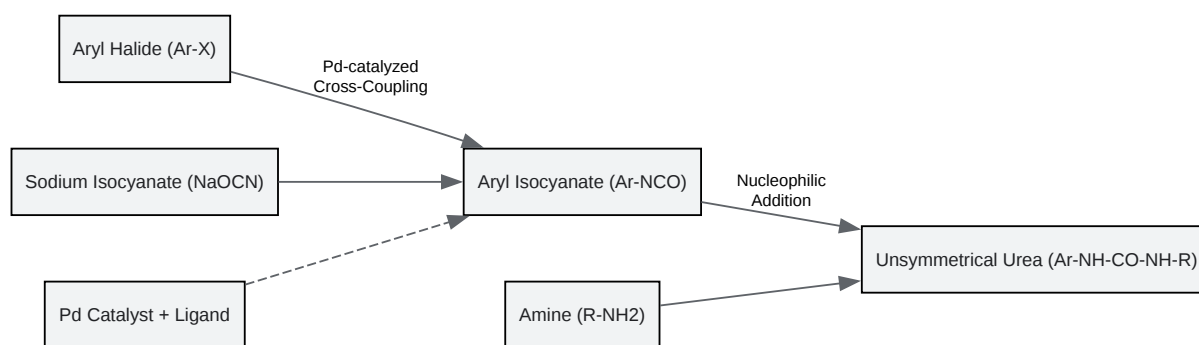 Aryl Halide (Ar-X)
Pd-catalyzed
Cross-Coupling
Sodium Isocyanate (NaOCN)
Aryl Isocyanate (Ar-NCO)
Nucleophilic
Addition
Unsymmetrical Urea (Ar-NH-CO-NH-R)
Pd Catalyst + Ligand
Amine (R-NH2)